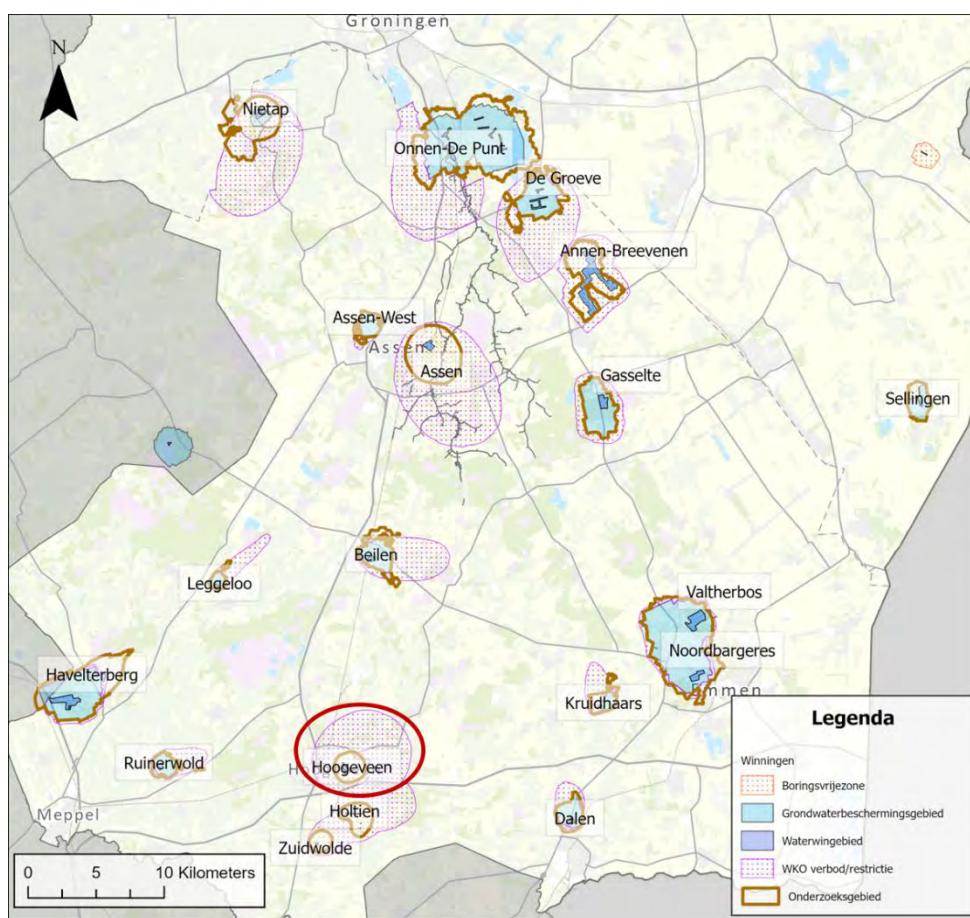 Groningen
N
Nietap
Onnen-De Punt
De Groeve
Annen-Breevenen
Assen-West
Assen
Assen
Gasselte
Sellingen
Beilen
Leggeloo
Valtherbos
Noordbargeres
Emmen
Havelterberg
Kruidhaars
Ruinerwold
Hoogeveen
Holtien
Meppel
Zuidwolde
Dalen
Legenda
Winningen
Boringsvrijezone
Grondwaterbeschermingsgebied
Waterwingebied
WKO verbod/restrictie
Onderzoeksgebied
0 5 10 Kilometers